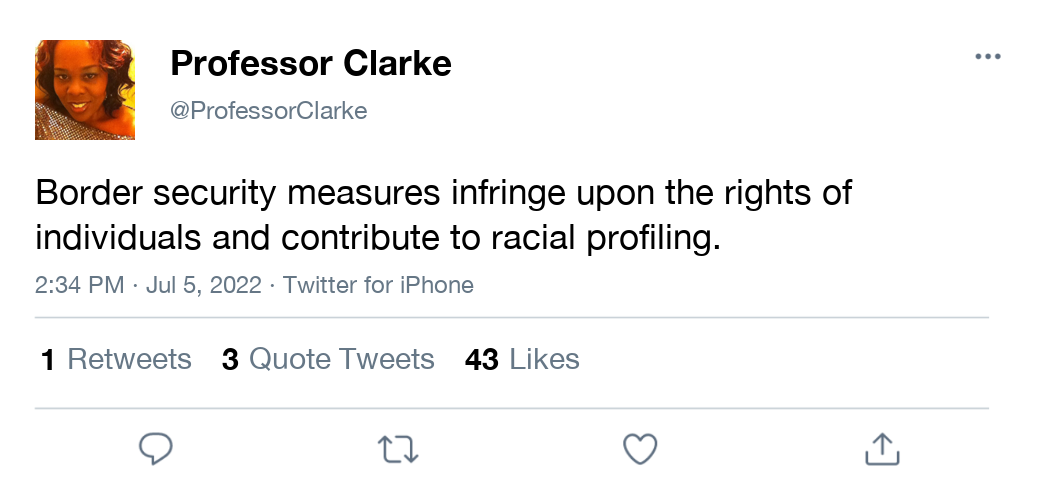 Professor Clarke
@ProfessorClarke
Border security measures infringe upon the rights of
individuals and contribute to racial profiling.
2:34 PM · Jul 5, 2022 · Twitter for iPhone
1 Retweets 3 Quote Tweets 43 Likes